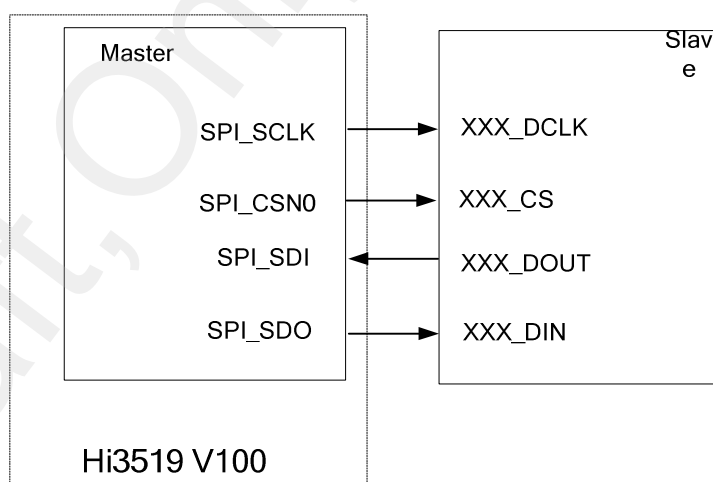 Master
Slav
e
SPI_SCLK
XXX_DCLK
SPI_CSN0
XXX_CS
SPI_SDI
XXX_DOUT
SPI_SDO
XXX_DIN
Hi3519 V100